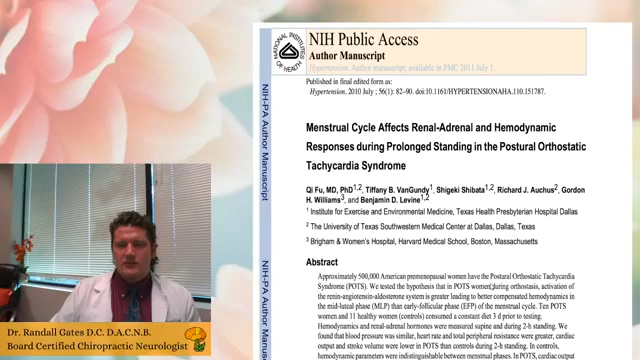 NIH Public Access
Author Manuscript
Hypertension. Author manuscript; available in PMC 2011 July 1.
Published in final edited form as:
Hypertension. 2010 July ; 56(1): 82–90. doi:10.1161/HYPERTENSIONAHA.110.151787.
Menstrual Cycle Affects Renal-Adrenal and Hemodynamic
Responses during Prolonged Standing in the Postural Orthostatic
Tachycardia Syndrome
Qi Fu, MD, PhD1,2, Tiffany B. VanGundy1, Shigeki Shibata1,2, Richard J. Auchus2, Gordon
H. Williams3, and Benjamin D. Levine1,2
1 Institute for Exercise and Environmental Medicine, Texas Health Presbyterian Hospital Dallas
2 The University of Texas Southwestern Medical Center at Dallas, Dallas, Texas
3 Brigham & Women's Hospital, Harvard Medical School, Boston, Massachusetts
Abstract
Approximately 500,000 American premenopausal women have the Postural Orthostatic Tachycardia
Syndrome (POTS). We tested the hypothesis that in POTS women during orthostasis, activation of
the renin-angiotensin-aldosterone system is greater leading to better compensated hemodynamics in
the mid-luteal phase (MLP) than early-follicular phase (EFP) of the menstrual cycle. Ten POTS
women and 11 healthy women (controls) consumed a constant diet 3 d prior to testing.
Hemodynamics and renal-adrenal hormones were measured supine and during 2-h standing. We
found that blood pressure was similar, heart rate and total peripheral resistance were greater, cardiac
output and stroke volume were lower in POTS than controls during 2-h standing. In controls,
hemodynamic parameters were indistinguishable between menstrual phases. In POTS, cardiac output
NIH-PA Author Manuscript
NIH-PA Author Manuscript
Dr. Randall Gates D.C. D.A.C.N.B.
Board Certified Chiropractic Neurologist